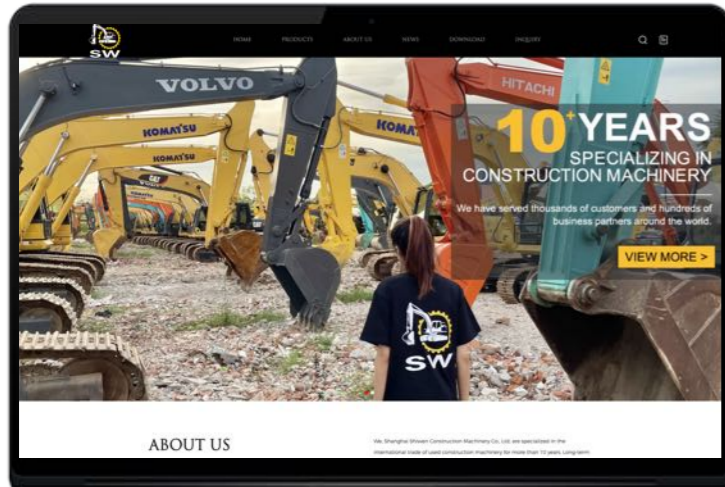 SW
HOME PRODUCTS ABOUT US NEWS DOWNLOAD INQUIRY
VOLVO
HITACHI
KOMATSU
KOMATSU
KOMATSU
CAT
10+ YEARS
SPECIALIZING IN
CONSTRUCTION MACHINERY
We have served thousands of customers and hundreds of
business partners around the world.
VIEW MORE >
SW
ABOUT US
We, Shanghai Shiwen Construction Machinery Co., Ltd. are specialized in the
international trade of used construction machinery for more than 10 years. Long-term